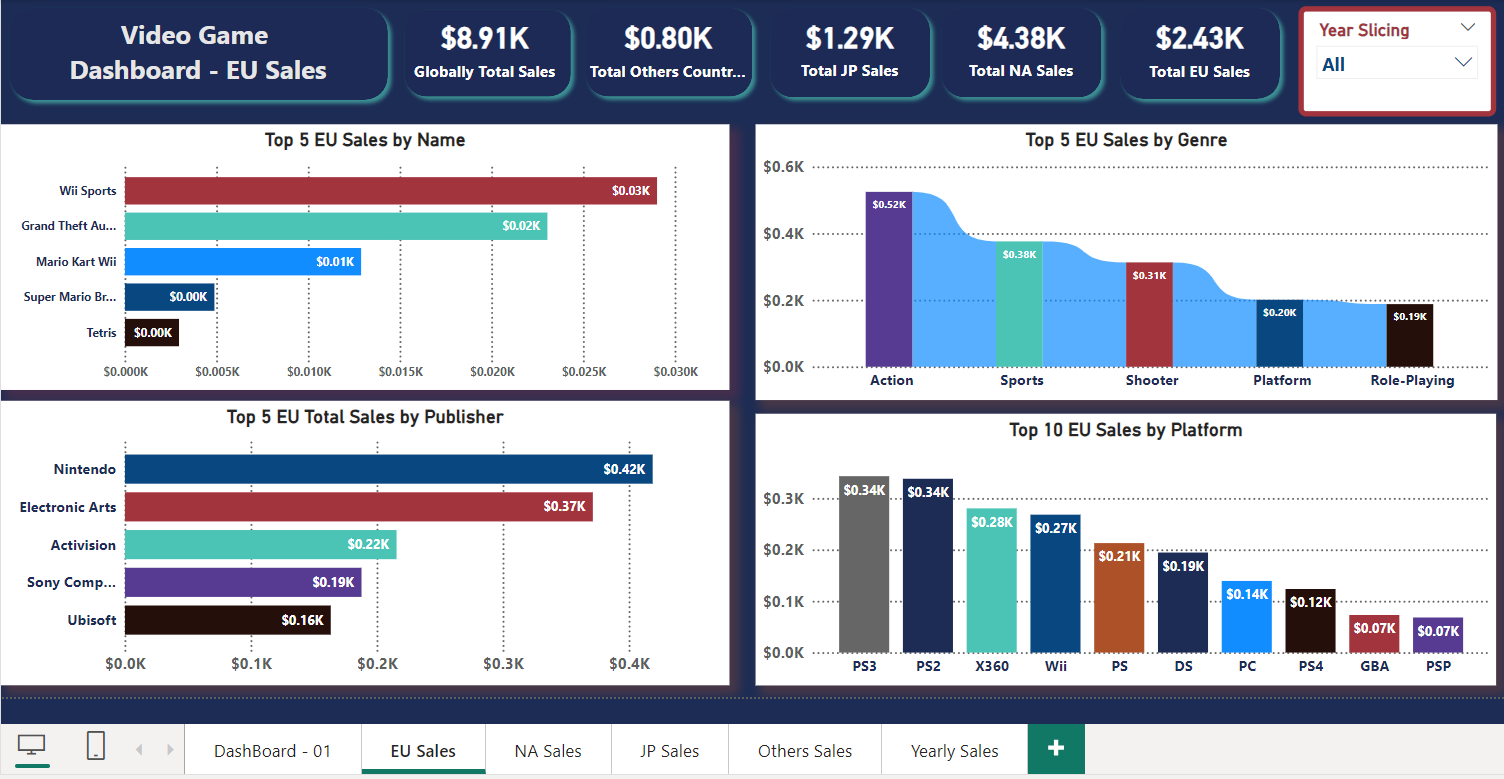 Video Game
Dashboard - EU Sales
$8.91K
Globally Total Sales
$0.80K
Total Others Countr...
$1.29K
Total JP Sales
$4.38K
Total NA Sales
$2.43K
Total EU Sales
Year Slicing
All
Top 5 EU Sales by Name
Wii Sports
$0.03K
Grand Theft Au...
$0.02K
Mario Kart Wii
$0.01K
Super Mario Br...
$0.00K
Tetris
$0.00K
$0.000K $0.005K $0.010K $0.015K $0.020K $0.025K $0.030K
Top 5 EU Sales by Genre
$0.6K
$0.4K
$0.2K
$0.0K
$0.52K
$0.38K
$0.31K
$0.20K
$0.19K
Action Sports Shooter Platform Role-Playing
Top 5 EU Total Sales by Publisher
Nintendo
$0.42K
Electronic Arts
$0.37K
Activision
$0.22K
Sony Comp...
$0.19K
Ubisoft
$0.16K
$0.0K $0.1K $0.2K $0.3K $0.4K
Top 10 EU Sales by Platform
$0.3K
$0.2K
$0.1K
$0.0K
$0.34K
$0.34K
$0.28K
$0.27K
$0.21K
$0.19K
$0.14K
$0.12K
$0.07K
$0.07K
PS3 PS2 X360 Wii PS DS PC PS4 GBA PSP
DashBoard - 01
EU Sales
NA Sales
JP Sales
Others Sales
Yearly Sales
+